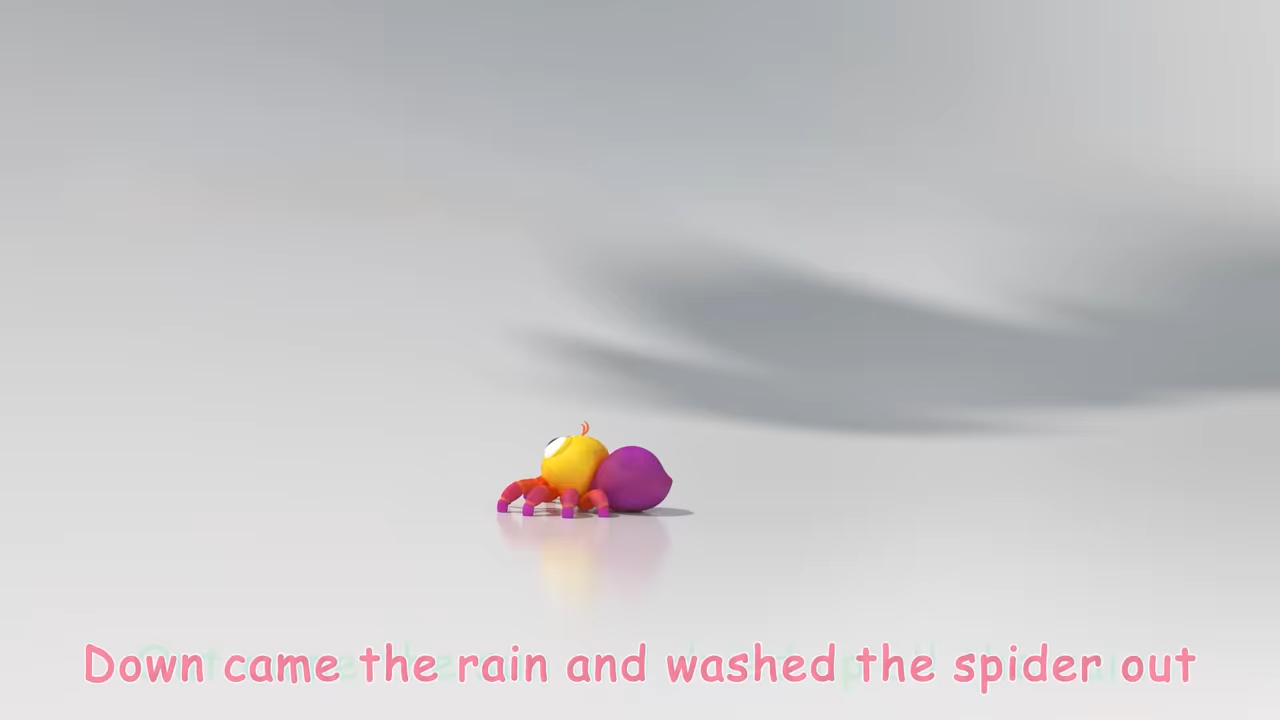 Down came the rain and washed the spider out